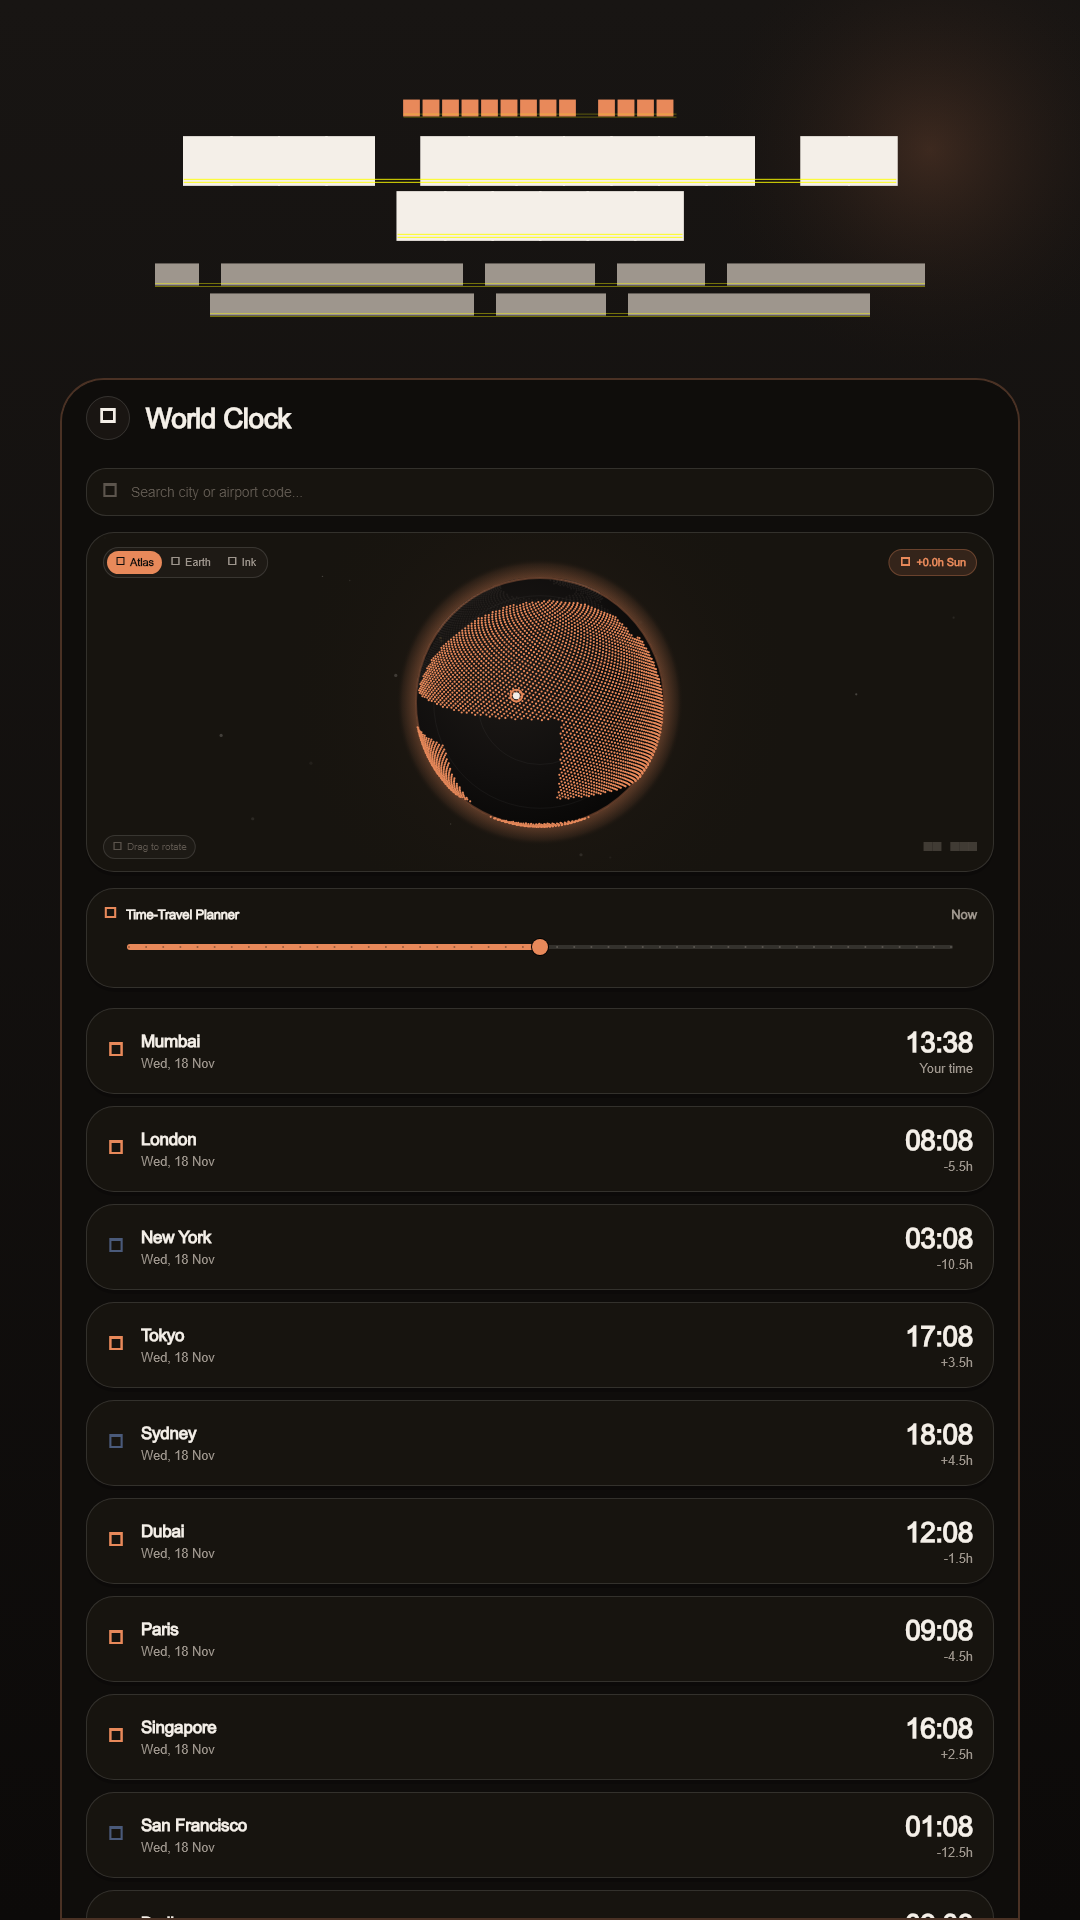 World Clock
Search city or airport code...
Atlas
Earth
Ink
+0.0h Sun
Drag to rotate
Time-Travel Planner
Now
Mumbai
13:38
Wed, 18 Nov
Your time
London
08:08
Wed, 18 Nov
-5.5h
New York
03:08
Wed, 18 Nov
-10.5h
Tokyo
17:08
Wed, 18 Nov
+3.5h
Sydney
18:08
Wed, 18 Nov
+4.5h
Dubai
12:08
Wed, 18 Nov
-1.5h
Paris
09:08
Wed, 18 Nov
-4.5h
Singapore
16:08
Wed, 18 Nov
+2.5h
San Francisco
01:08
Wed, 18 Nov
-12.5h